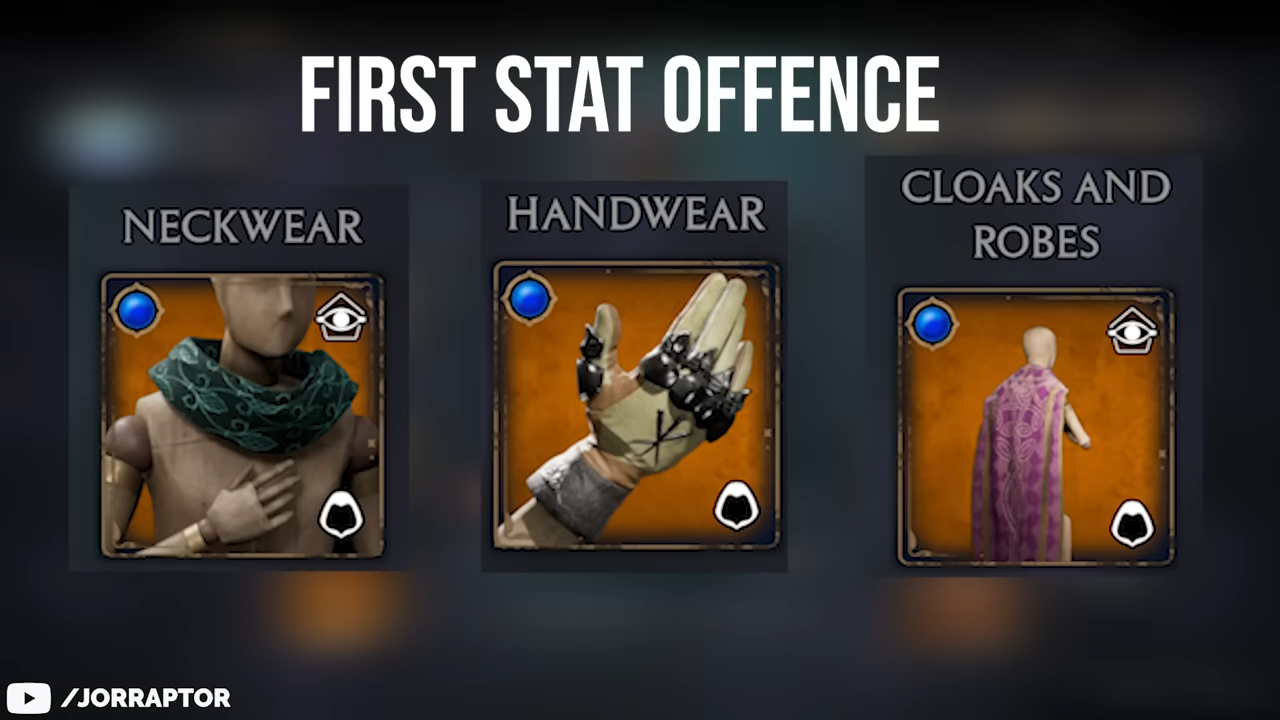 FIRST STAT OFFENCE
NECKWEAR
HANDWEAR
CLOAKS AND
ROBES
/JORRAPTOR